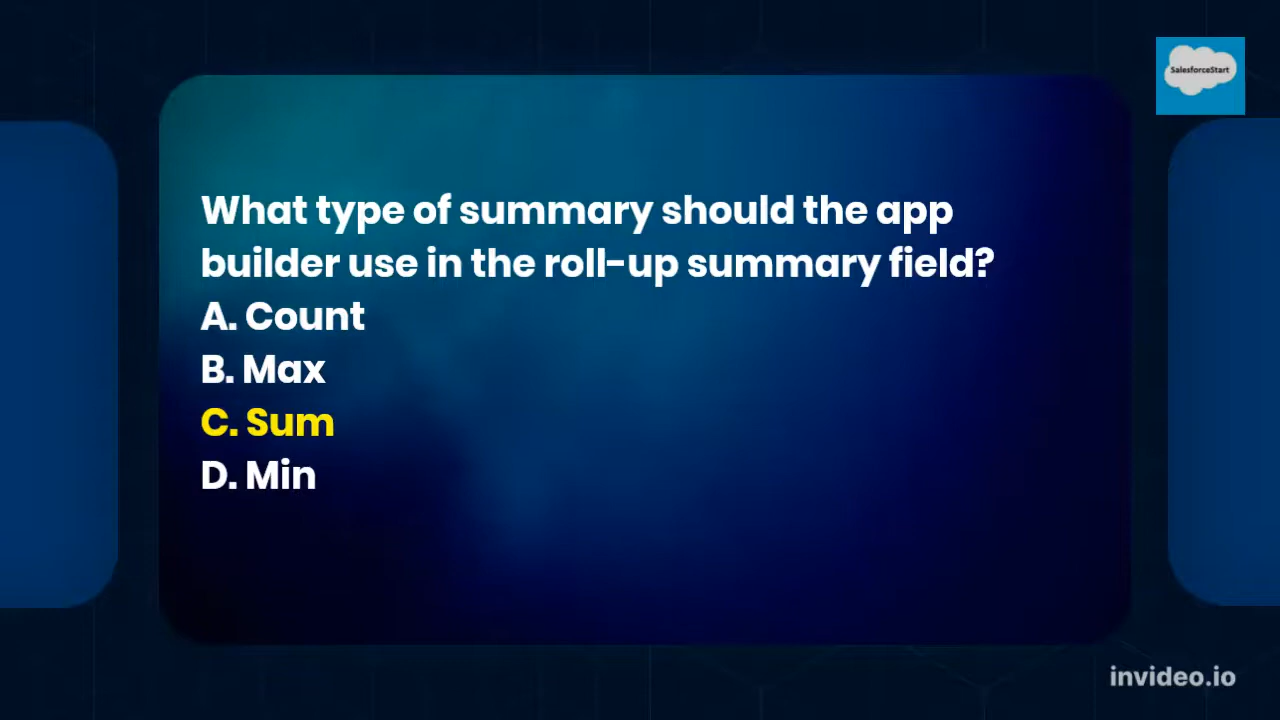 SalesforceStart
What type of summary should the app
builder use in the roll-up summary field?
A. Count
B. Max
C. Sum
D. Min
invideo.io